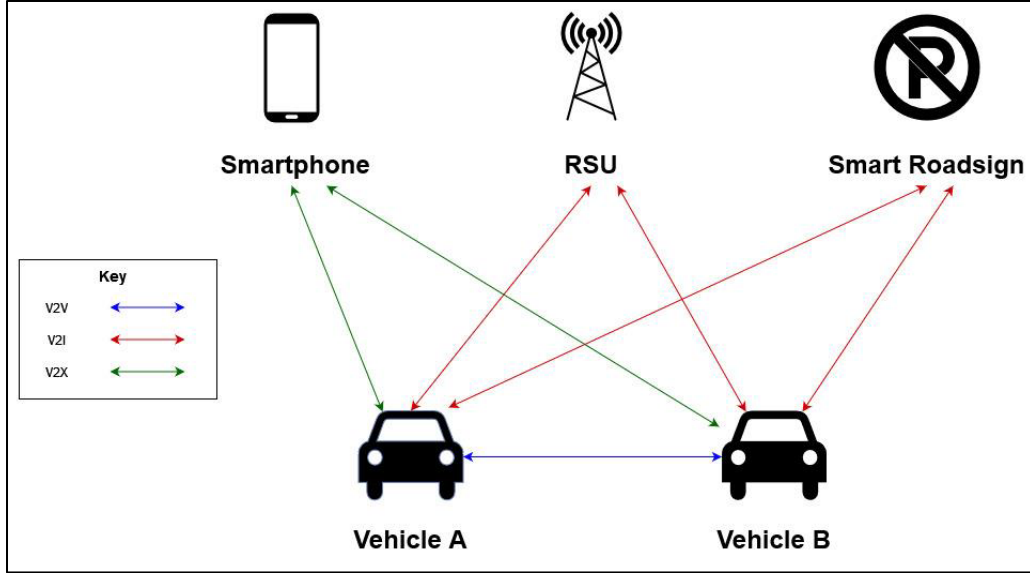 Smartphone
RSU
Smart Roadsign
Key
V2V
V2I
V2X
Vehicle A
Vehicle B